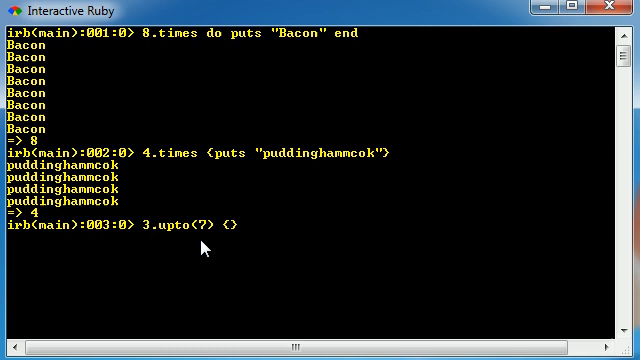 Interactive Ruby
irb(main):001:0> 8.times do puts "Bacon" end
Bacon
Bacon
Bacon
Bacon
Bacon
Bacon
Bacon
Bacon
=> 8
irb(main):002:0> 4.times {puts "puddinghammcok"}
puddinghammcok
puddinghammcok
puddinghammcok
puddinghammcok
=> 4
irb(main):003:0> 3.upto(7) {}